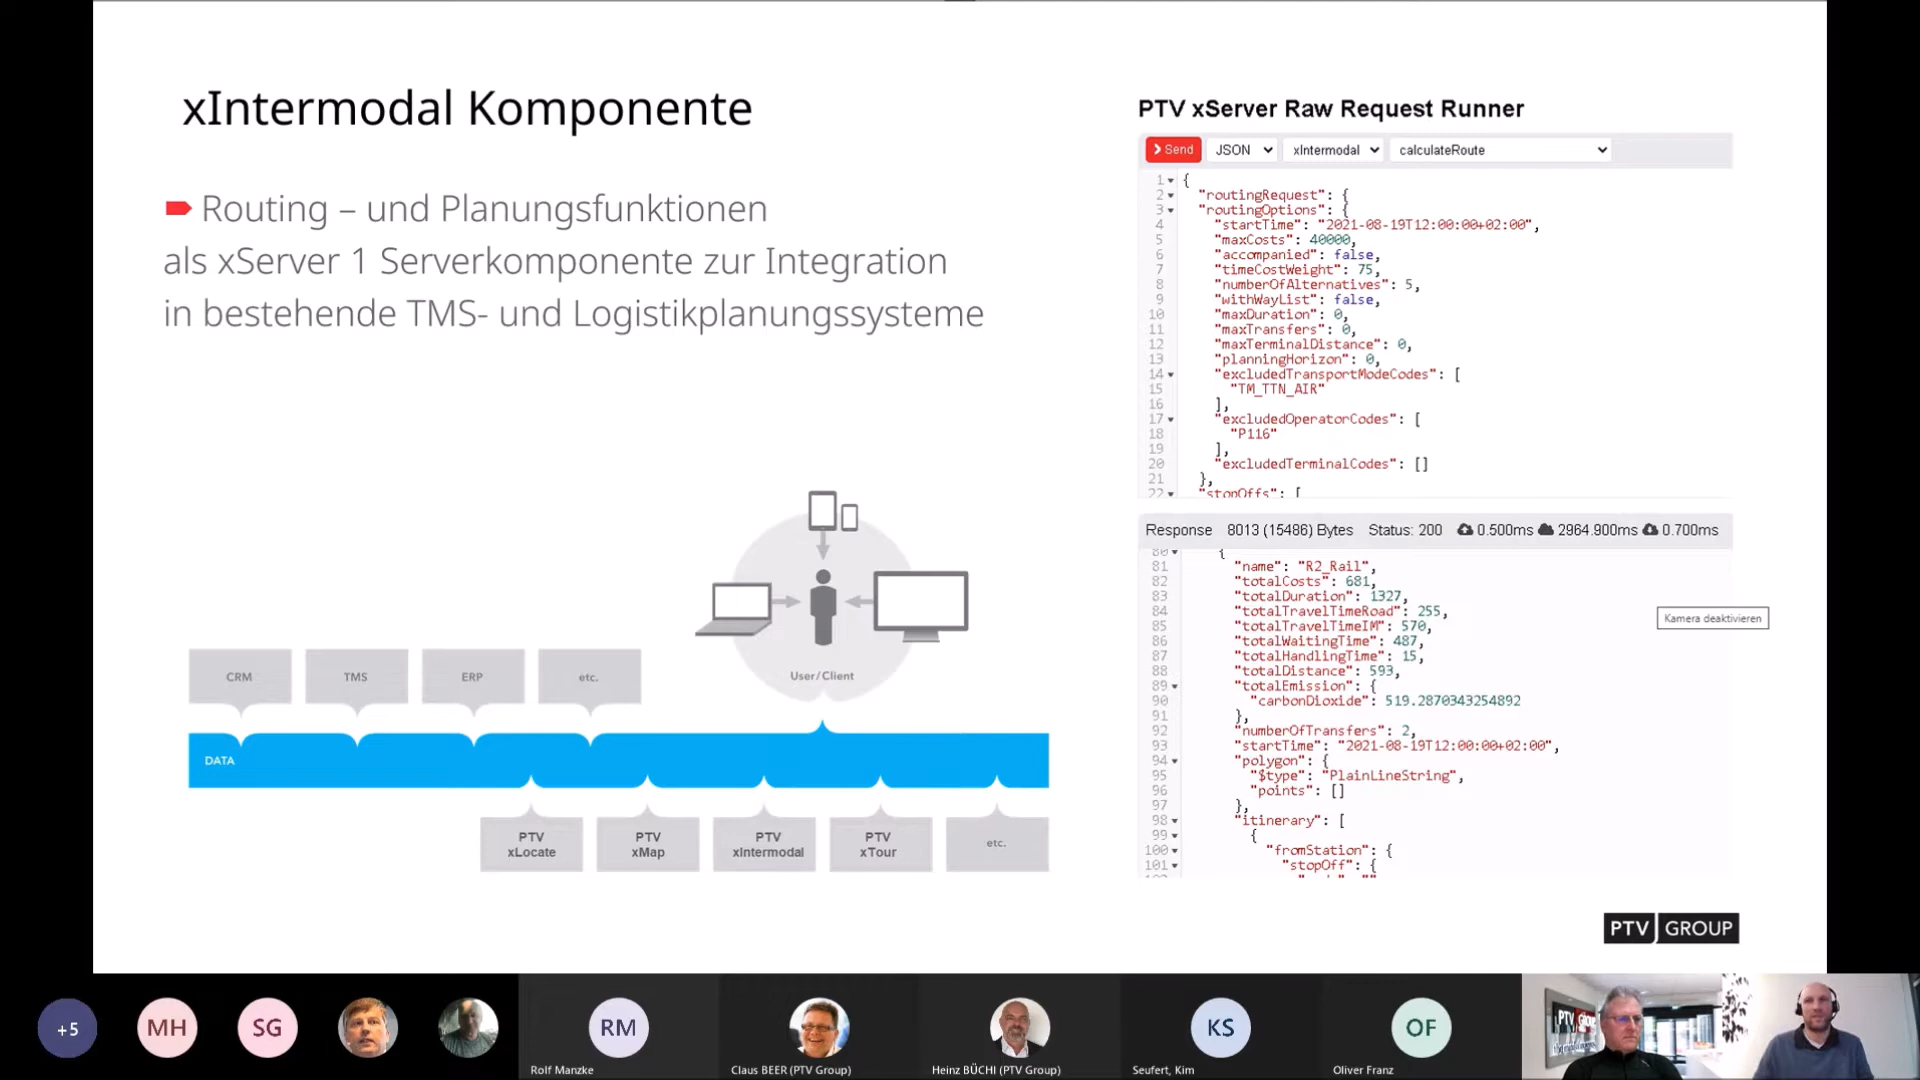 xIntermodal Komponente
Routing – und Planungsfunktionen
als xServer 1 Serverkomponente zur Integration
in bestehende TMS- und Logistikplanungssysteme
User/Client
CRM
TMS
ERP
etc.
DATA
PTV
xLocate
PTV
xMap
PTV
xIntermodal
PTV
xTour
etc.
PTV xServer Raw Request Runner
Send JSON xIntermodal calculateRoute
1 {
2 "routingRequest": {
3 "routingOptions": {
4 "startTime": "2021-08-19T12:00:00+02:00",
5 "maxCosts": 40000,
6 "accompanied": false,
7 "timeCostWeight": 75,
8 "numberOfAlternatives": 5,
9 "withWayList": false,
10 "maxDuration": 0,
11 "maxTransfers": 0,
12 "maxTerminalDistance": 0,
13 "planningHorizon": 0,
14 "excludedTransportModeCodes": [
15 "TM_TTN_AIR"
16 ],
17 "excludedOperatorCodes": [
18 "P116"
19 ],
20 "excludedTerminalCodes": []
21 },
22 "stopOffs": [
Response 8013 (15486) Bytes Status: 200 0.500ms 2964.900ms 0.700ms
80 {
81 "name": "R2_Rail",
82 "totalCosts": 681,
83 "totalDuration": 1327,
84 "totalTravelTimeRoad": 255,
85 "totalTravelTimeIM": 570,
86 "totalWaitingTime": 487,
87 "totalHandlingTime": 15,
88 "totalDistance": 593,
89 "totalEmission": {
90 "carbonDioxide": 519.2870343254892
91 },
92 "numberOfTransfers": 2,
93 "startTime": "2021-08-19T12:00:00+02:00",
94 "polygon": {
95 "$type": "PlainLineString",
96 "points": []
97 },
98 "itinerary": [
99 {
100 "fromStation": {
101 "stopOff": {
Kamera deaktivieren
PTV GROUP
+5
MH
SG
RM
Rolf Manzke
Claus BEER (PTV Group)
Heinz BÜCHI (PTV Group)
KS
Seufert, Kim
OF
Oliver Franz